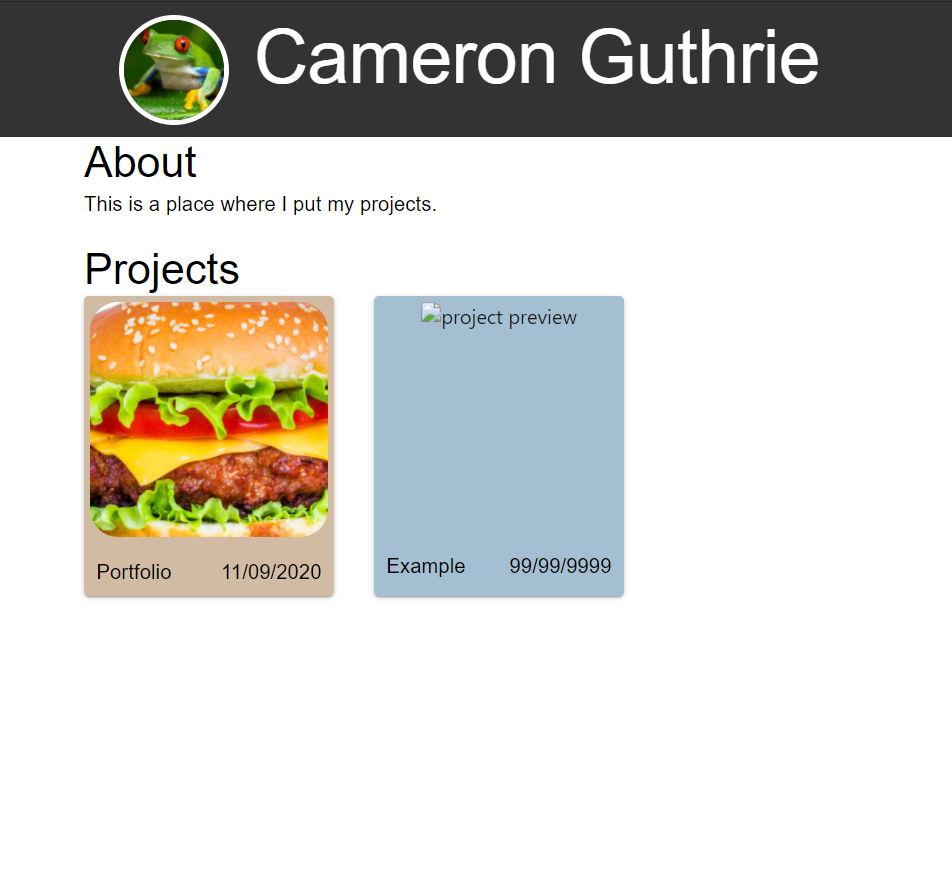 Cameron Guthrie
About
This is a place where I put my projects.
Projects
project preview
Portfolio 11/09/2020
Example 99/99/9999